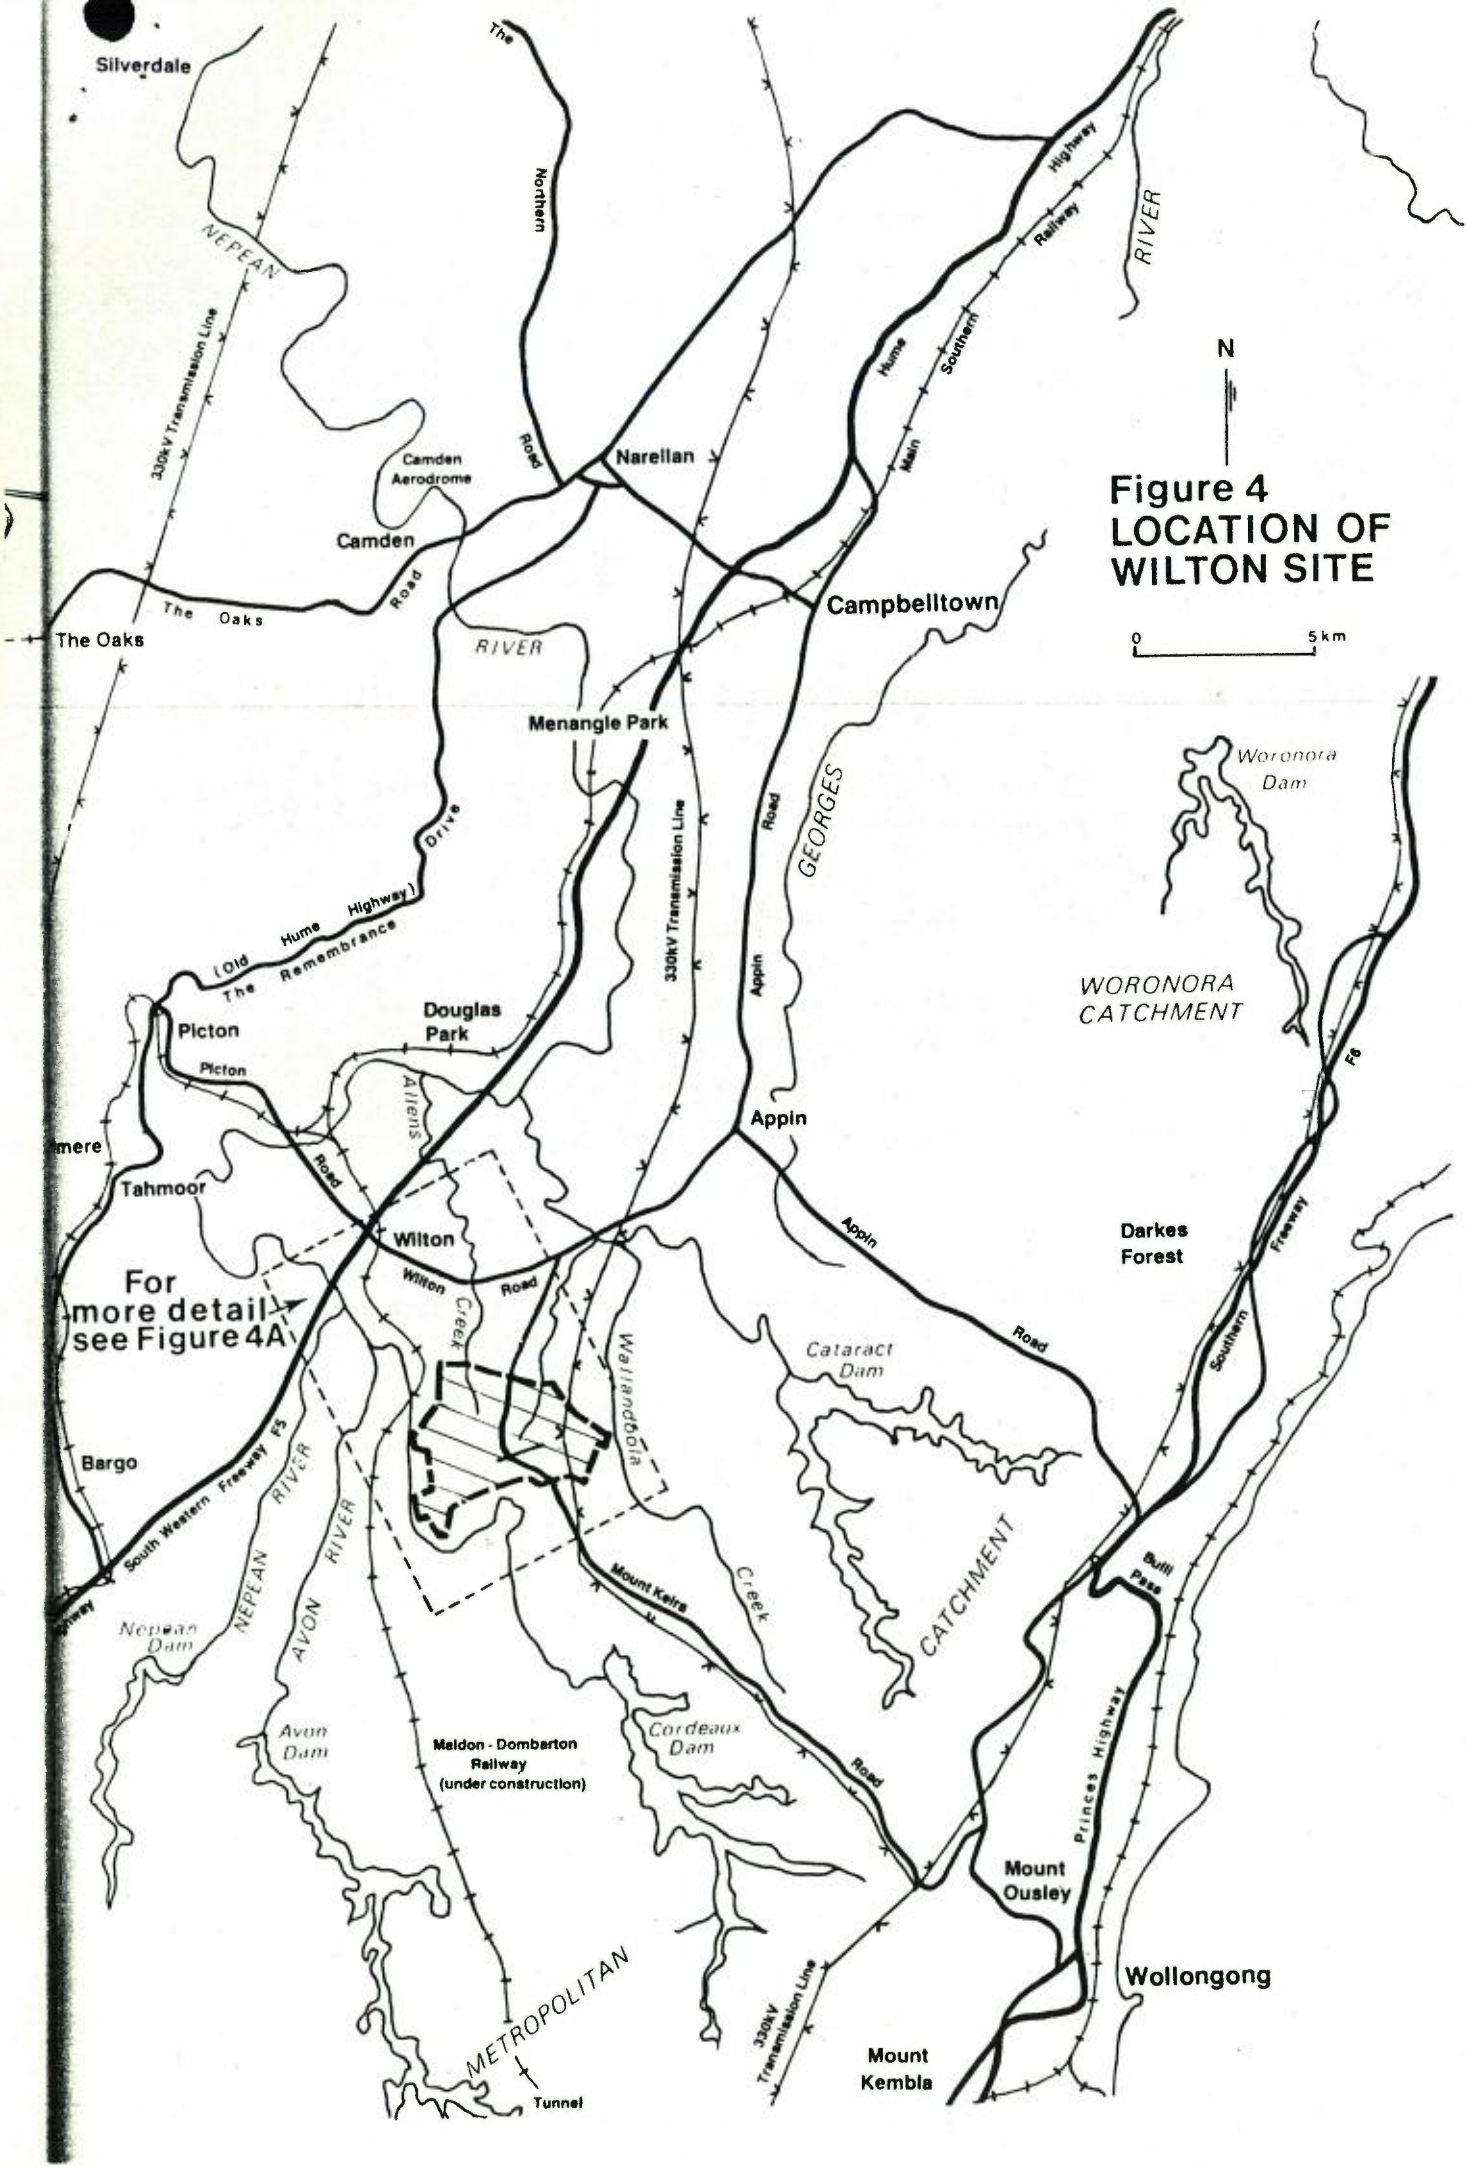 The
Silverdale
Northern
Highway
Railway
RIVER
NEPEAN
330kV Transmission Line
Hume
Southern
N
Main
Road
Narellan
Camden
Aerodrome
Figure 4
LOCATION OF
WILTON SITE
0 5km
Camden
Road
The Oaks
Campbelltown
The Oaks
RIVER
Menangle Park
Woronora
Dam
GEORGES
Road
330kV Transmission Line
Drive
(Old Hume Highway)
The Remembrance
Appin
WORONORA
CATCHMENT
Douglas
Park
Picton
Picton
F6
Allens
Appin
mere
Road
Tahmoor
Appin
Darkes
Forest
Freeway
Wilton
Wilton Road
For
more detail
see Figure 4A
Creek
Wallandoola
Road
Southern
Cataract
Dam
Bargo
South Western Freeway F5
RIVER
NEPEAN
RIVER
AVON
CATCHMENT
Bulli
Pass
Mount Keira
Creek
ghway
Nepean
Dam
Avon
Dam
Maldon - Dombarton
Railway
(under construction)
Cordeaux
Dam
Road
Princes Highway
Mount
Ousley
METROPOLITAN
330kV
Transmission Line
Wollongong
Mount
Kembla
Tunnel